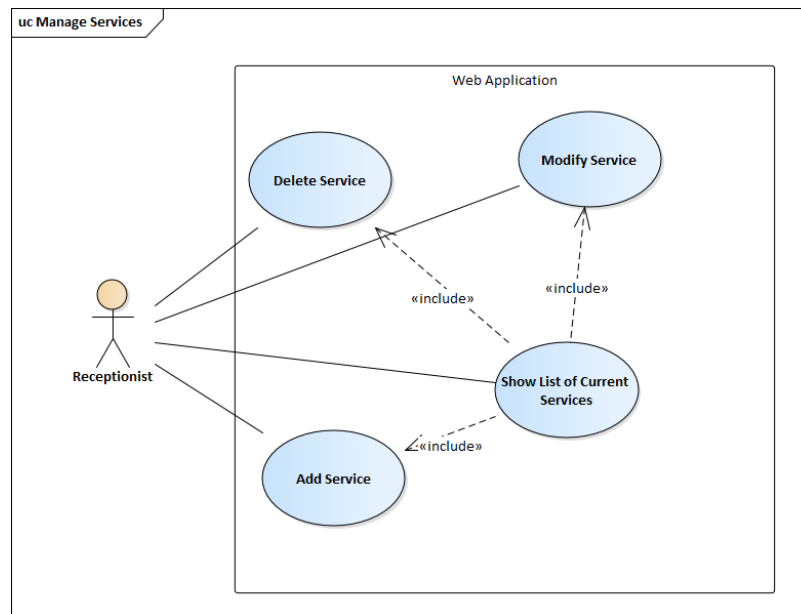 uc Manage Services
Web Application
Delete Service
Modify Service
«include»
«include»
Receptionist
Show List of Current
Services
«include»
Add Service